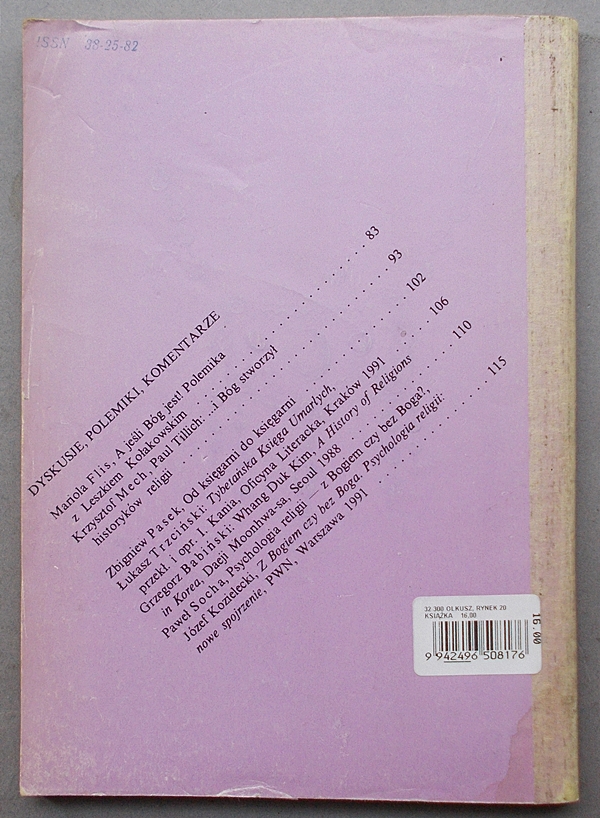 ISSN 38-25-82
DYSKUSJE, POLEMIKI, KOMENTARZE
Mariola Flis, A jeśli Bóg jest! Polemika
z Leszkiem Kołakowskim . . . . . . . . . . . . . . . 83
Krzysztof Mech, Paul Tillich: ...i Bóg stworzył
historyków religii . . . . . . . . . . . . . . . . . . 93
Zbigniew Pasek, Od księgarni do księgarni . . . . . . 102
Łukasz Trzciński: Tybetańska Księga Umarłych,
przekł. i opr. I. Kania, Oficyna Literacka, Kraków 1991 . . . 106
Grzegorz Babiński: Whang Duk Kim, A History of Religions
in Korea, Daeji Moonhwa-sa, Seoul 1988 . . . . . . . 110
Paweł Socha, Psychologia religii — z Bogiem czy bez Boga?,
Józef Kozielecki, Z Bogiem czy bez Boga. Psychologia religii:
nowe spojrzenie, PWN, Warszawa 1991 . . . . . . . . 115
32-300 OLKUSZ, RYNEK 20
KSIĄŻKA 16,00
16.00
9 942496 508176